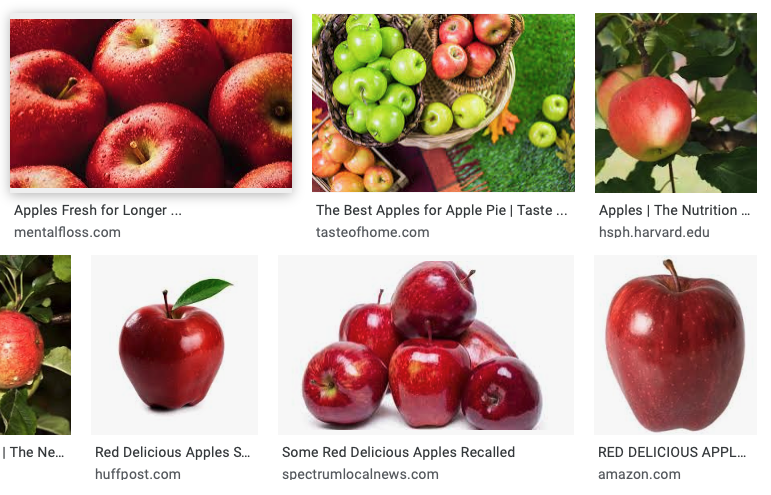 Apples Fresh for Longer ...
mentalfloss.com
The Best Apples for Apple Pie | Taste ...
tasteofhome.com
Apples | The Nutrition ...
hsph.harvard.edu
| The Ne...
Red Delicious Apples S...
huffpost.com
Some Red Delicious Apples Recalled
spectrumlocalnews.com
RED DELICIOUS APPL...
amazon.com